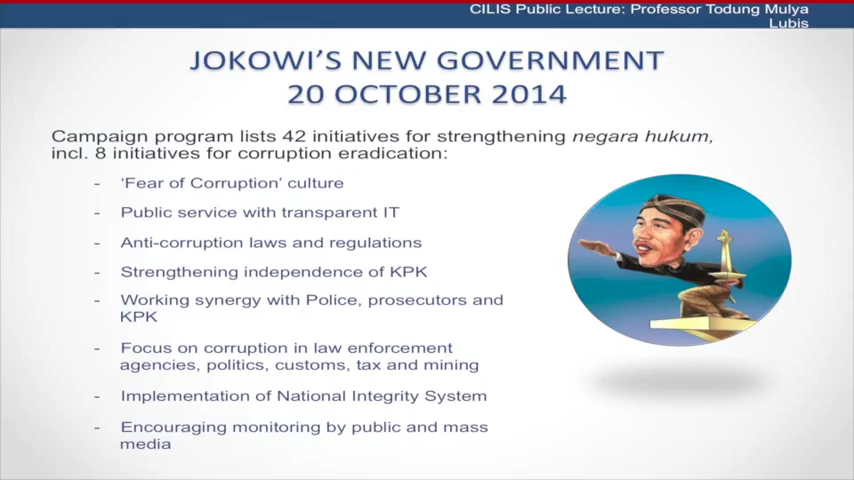 CILIS Public Lecture: Professor Todung Mulya
Lubis
JOKOWI'S NEW GOVERNMENT
20 OCTOBER 2014
Campaign program lists 42 initiatives for strengthening negara hukum,
incl. 8 initiatives for corruption eradication:
- ‘Fear of Corruption’ culture
- Public service with transparent IT
- Anti-corruption laws and regulations
- Strengthening independence of KPK
- Working synergy with Police, prosecutors and
KPK
- Focus on corruption in law enforcement
agencies, politics, customs, tax and mining
- Implementation of National Integrity System
- Encouraging monitoring by public and mass
media